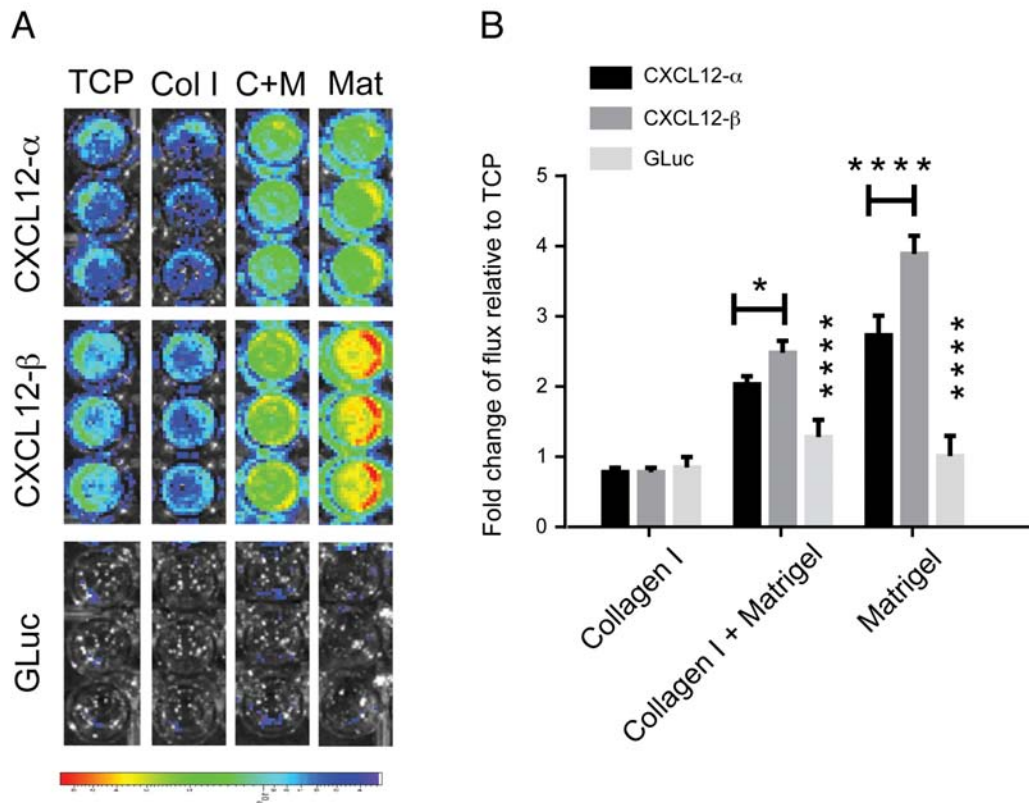 A
TCP Col I C+M Mat
CXCL12-α
CXCL12-β
GLuc
B
CXCL12-α
CXCL12-β
GLuc
Fold change of flux relative to TCP
5
4
3
2
1
0
*
****
****
****
Collagen I
Collagen I + Matrigel
Matrigel